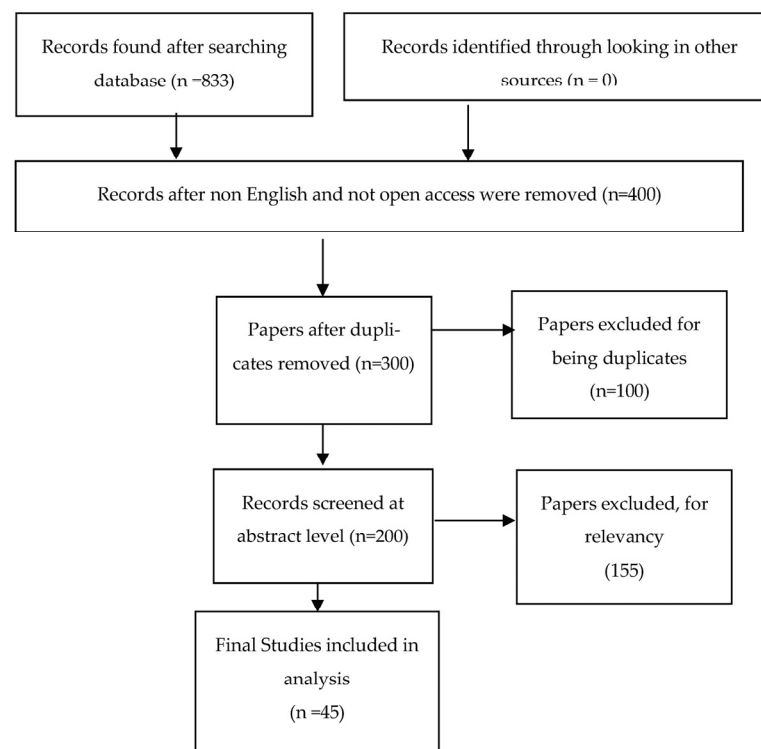 Records found after searching
database (n =833)
Records identified through looking in other
sources (n = 0)
Records after non English and not open access were removed (n=400)
Papers after dupli-
cates removed (n=300)
Papers excluded for
being duplicates
(n=100)
Records screened at
abstract level (n=200)
Papers excluded, for
relevancy
(155)
Final Studies included in
analysis
(n =45)